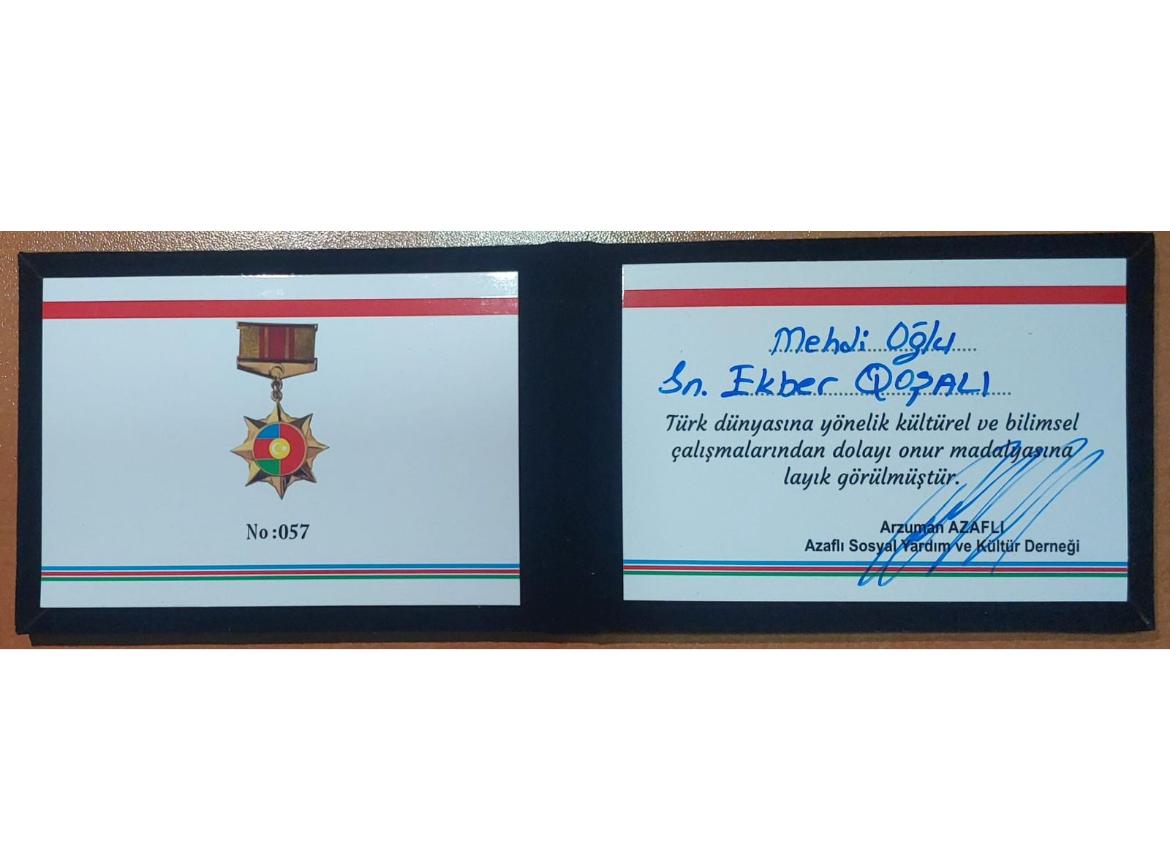 No :057
Mehdi Oğlu
Sn. Ekber QOŞALI
Türk dünyasına yönelik kültürel ve bilimsel
çalışmalarından dolayı onur madalyasına
layık görülmüştür.
Arzuman AZAFLI
Azaflı Sosyal Yardım ve Kültür Derneği